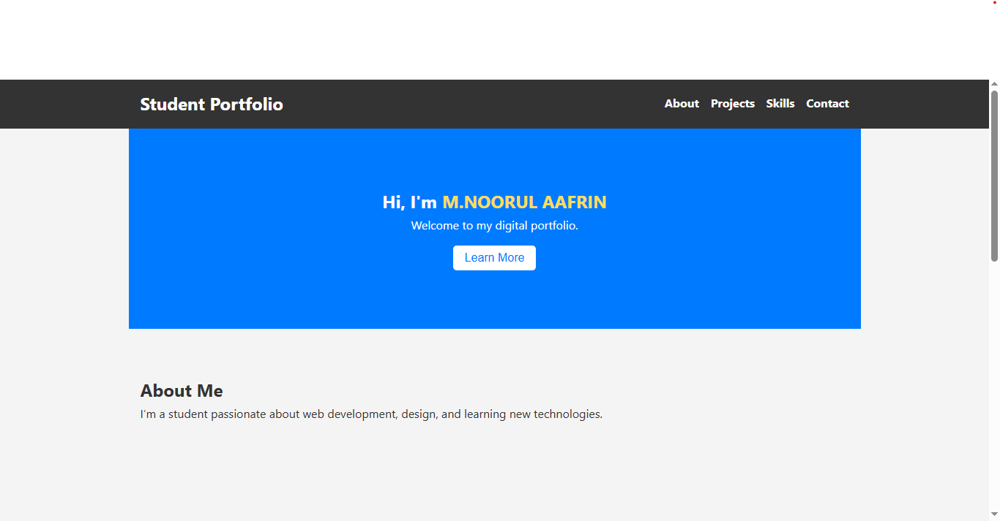 Student Portfolio
About Projects Skills Contact
Hi, I'm M.NOORUL AAFRIN
Welcome to my digital portfolio.
Learn More
About Me
I’m a student passionate about web development, design, and learning new technologies.